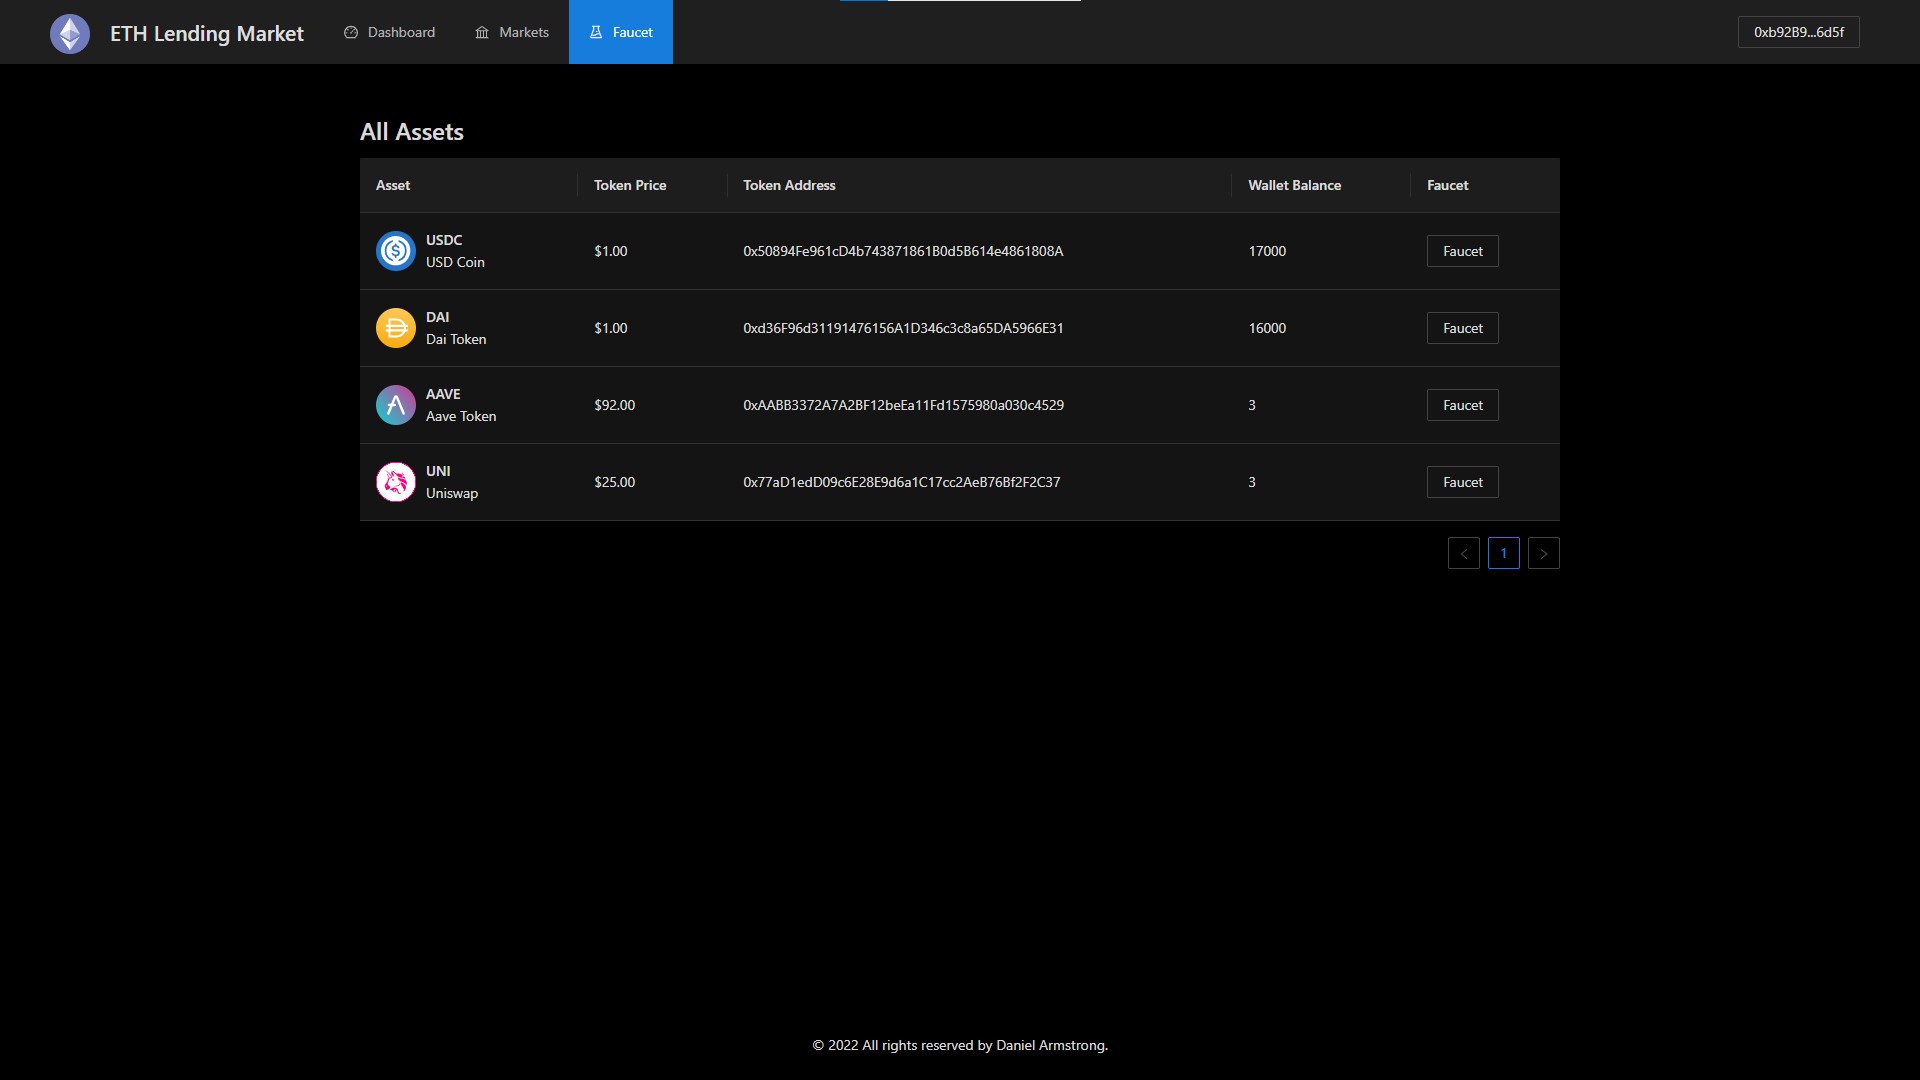 ETH Lending Market
Dashboard
Markets
Faucet
0xb92B9...6d5f
All Assets
Asset Token Price Token Address Wallet Balance Faucet
USDC
USD Coin
$1.00 0x50894Fe961cD4b743871861B0d5B614e4861808A 17000 Faucet
DAI
Dai Token
$1.00 0xd36F96d31191476156A1D346c3c8a65DA5966E31 16000 Faucet
AAVE
Aave Token
$92.00 0xAABB3372A7A2BF12beEa11Fd1575980a030c4529 3 Faucet
UNI
Uniswap
$25.00 0x77aD1edD09c6E28E9d6a1C17cc2AeB76Bf2F2C37 3 Faucet
< 1 >
© 2022 All rights reserved by Daniel Armstrong.